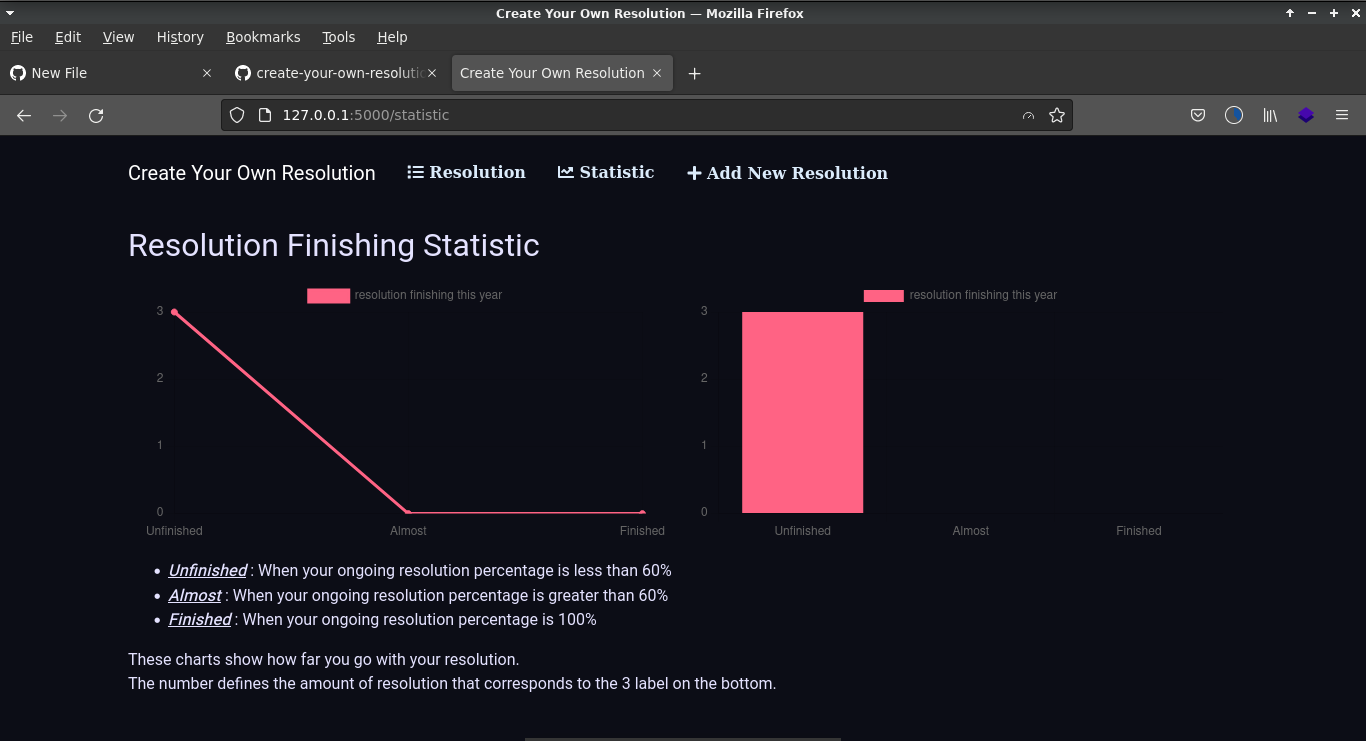 Create Your Own Resolution — Mozilla Firefox
File Edit View History Bookmarks Tools Help
New File
create-your-own-resolutio
Create Your Own Resolution
127.0.0.1:5000/statistic
Create Your Own Resolution Resolution Statistic Add New Resolution
Resolution Finishing Statistic
resolution finishing this year
3
2
1
0
Unfinished Almost Finished
resolution finishing this year
3
2
1
0
Unfinished Almost Finished
• Unfinished : When your ongoing resolution percentage is less than 60%
• Almost : When your ongoing resolution percentage is greater than 60%
• Finished : When your ongoing resolution percentage is 100%
These charts show how far you go with your resolution.
The number defines the amount of resolution that corresponds to the 3 label on the bottom.